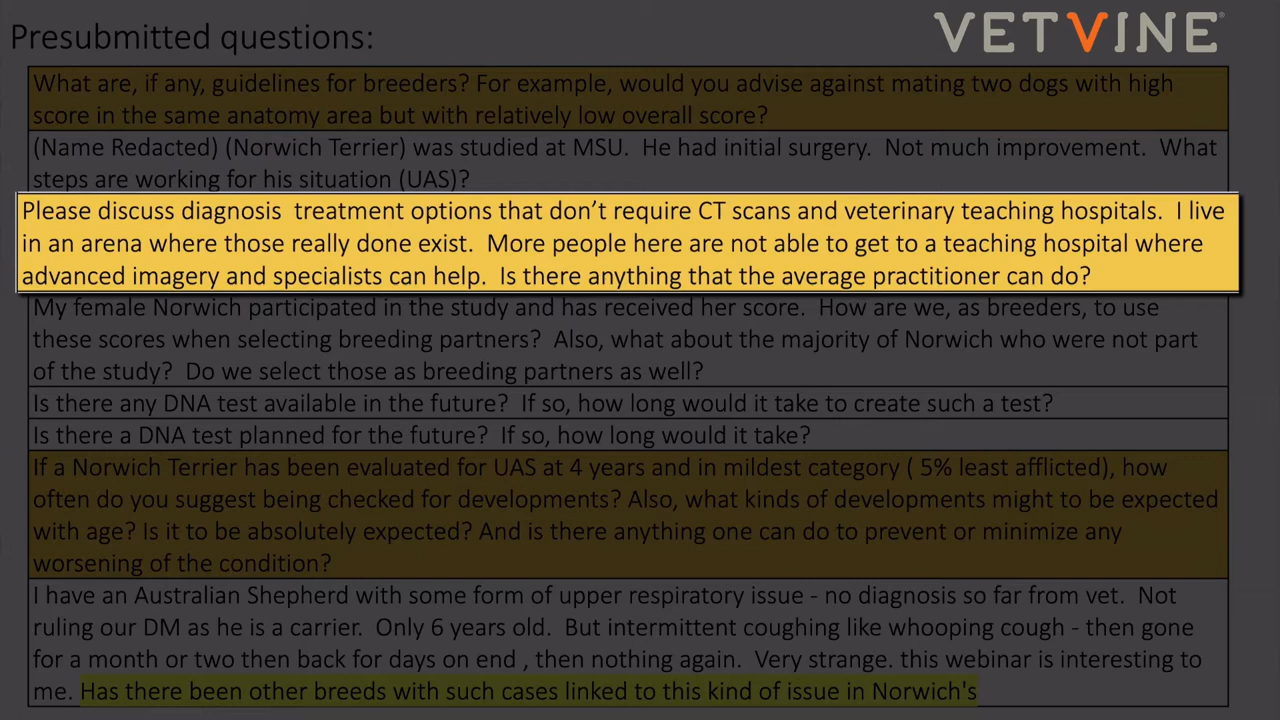 Presubmitted questions:
VETVINE®
What are, if any, guidelines for breeders? For example, would you advise against mating two dogs with high
score in the same anatomy area but with relatively low overall score?
(Name Redacted) (Norwich Terrier) was studied at MSU. He had initial surgery. Not much improvement. What
steps are working for his situation (UAS)?
Please discuss diagnosis treatment options that don’t require CT scans and veterinary teaching hospitals. I live
in an arena where those really done exist. More people here are not able to get to a teaching hospital where
advanced imagery and specialists can help. Is there anything that the average practitioner can do?
My female Norwich participated in the study and has received her score. How are we, as breeders, to use
these scores when selecting breeding partners? Also, what about the majority of Norwich who were not part
of the study? Do we select those as breeding partners as well?
Is there any DNA test available in the future? If so, how long would it take to create such a test?
Is there a DNA test planned for the future? If so, how long would it take?
If a Norwich Terrier has been evaluated for UAS at 4 years and in mildest category ( 5% least afflicted), how
often do you suggest being checked for developments? Also, what kinds of developments might to be expected
with age? Is it to be absolutely expected? And is there anything one can do to prevent or minimize any
worsening of the condition?
I have an Australian Shepherd with some form of upper respiratory issue - no diagnosis so far from vet. Not
ruling our DM as he is a carrier. Only 6 years old. But intermittent coughing like whooping cough - then gone
for a month or two then back for days on end , then nothing again. Very strange. this webinar is interesting to
me. Has there been other breeds with such cases linked to this kind of issue in Norwich's